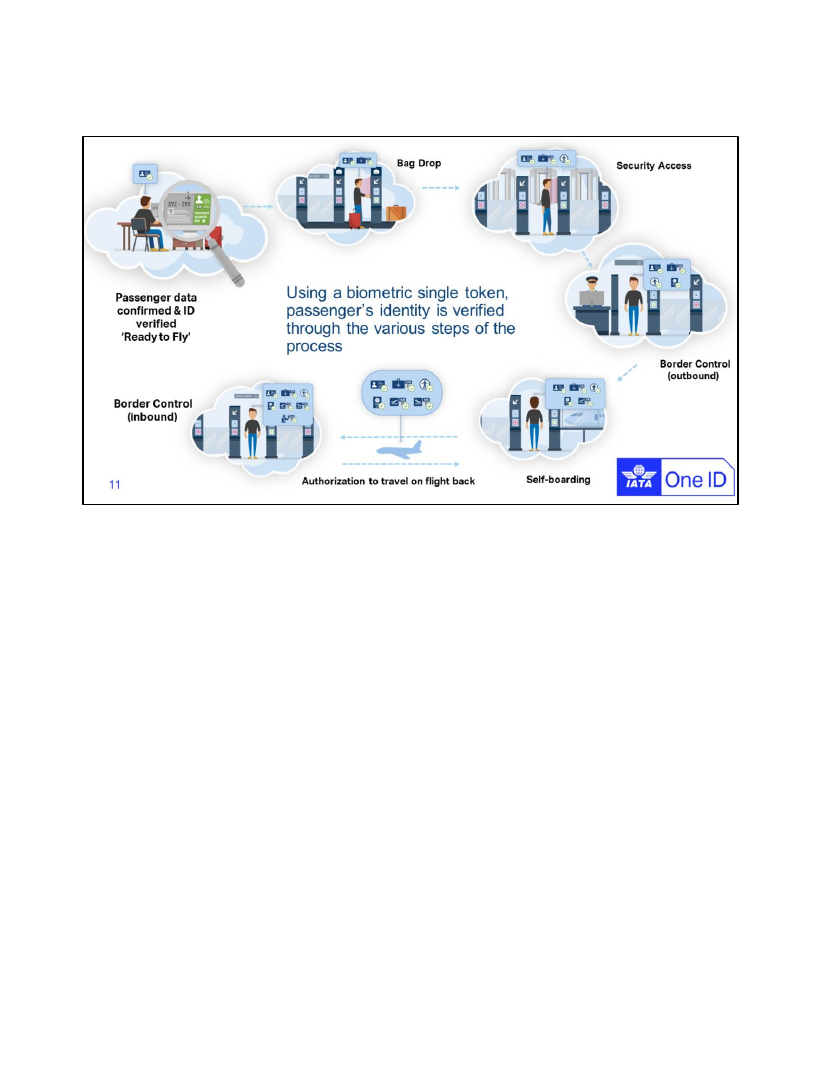 Bag Drop
Security Access
XYZ - ZYX
Passenger data
confirmed & ID
verified
'Ready to Fly'
Using a biometric single token,
passenger's identity is verified
through the various steps of the
process
Border Control
(outbound)
Border Control
(inbound)
Authorization to travel on flight back
Self-boarding
11
IATA
One ID